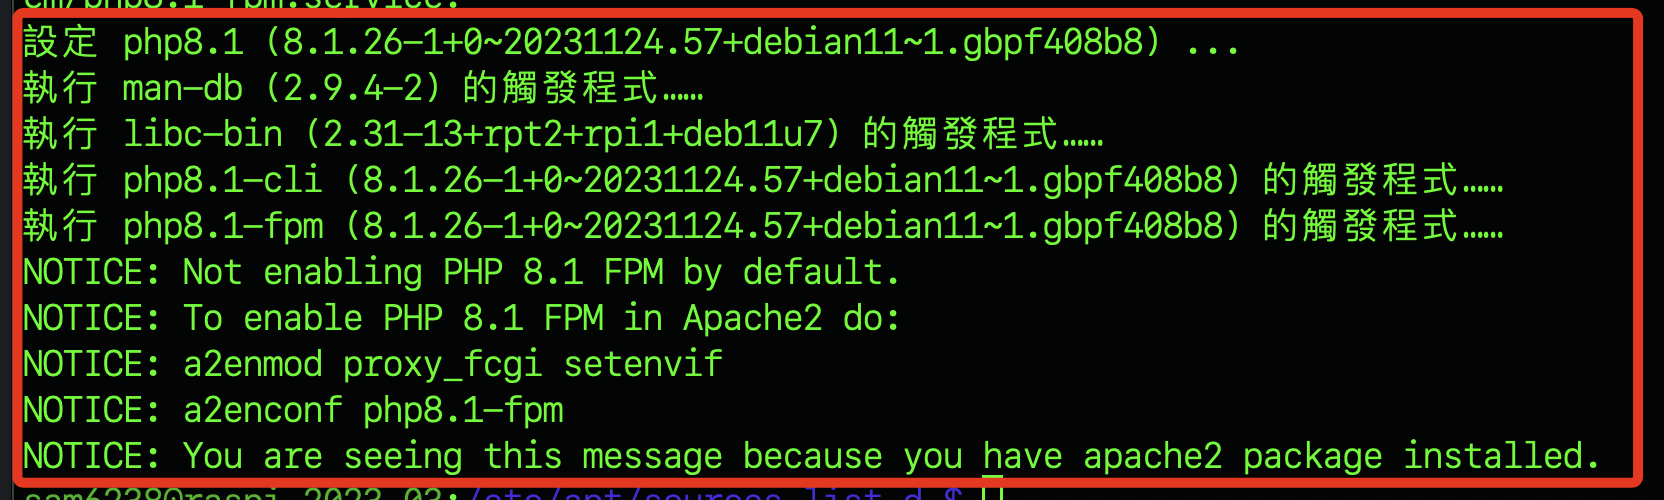 設定 php8.1 (8.1.26-1+0~20231124.57+debian11~1.gbpf408b8) ...
執行 man-db (2.9.4-2) 的觸發程式……
執行 libc-bin (2.31-13+rpt2+rpi1+deb11u7) 的觸發程式……
執行 php8.1-cli (8.1.26-1+0~20231124.57+debian11~1.gbpf408b8) 的觸發程式……
執行 php8.1-fpm (8.1.26-1+0~20231124.57+debian11~1.gbpf408b8) 的觸發程式……
NOTICE: Not enabling PHP 8.1 FPM by default.
NOTICE: To enable PHP 8.1 FPM in Apache2 do:
NOTICE: a2enmod proxy_fcgi setenvif
NOTICE: a2enconf php8.1-fpm
NOTICE: You are seeing this message because you have apache2 package installed.